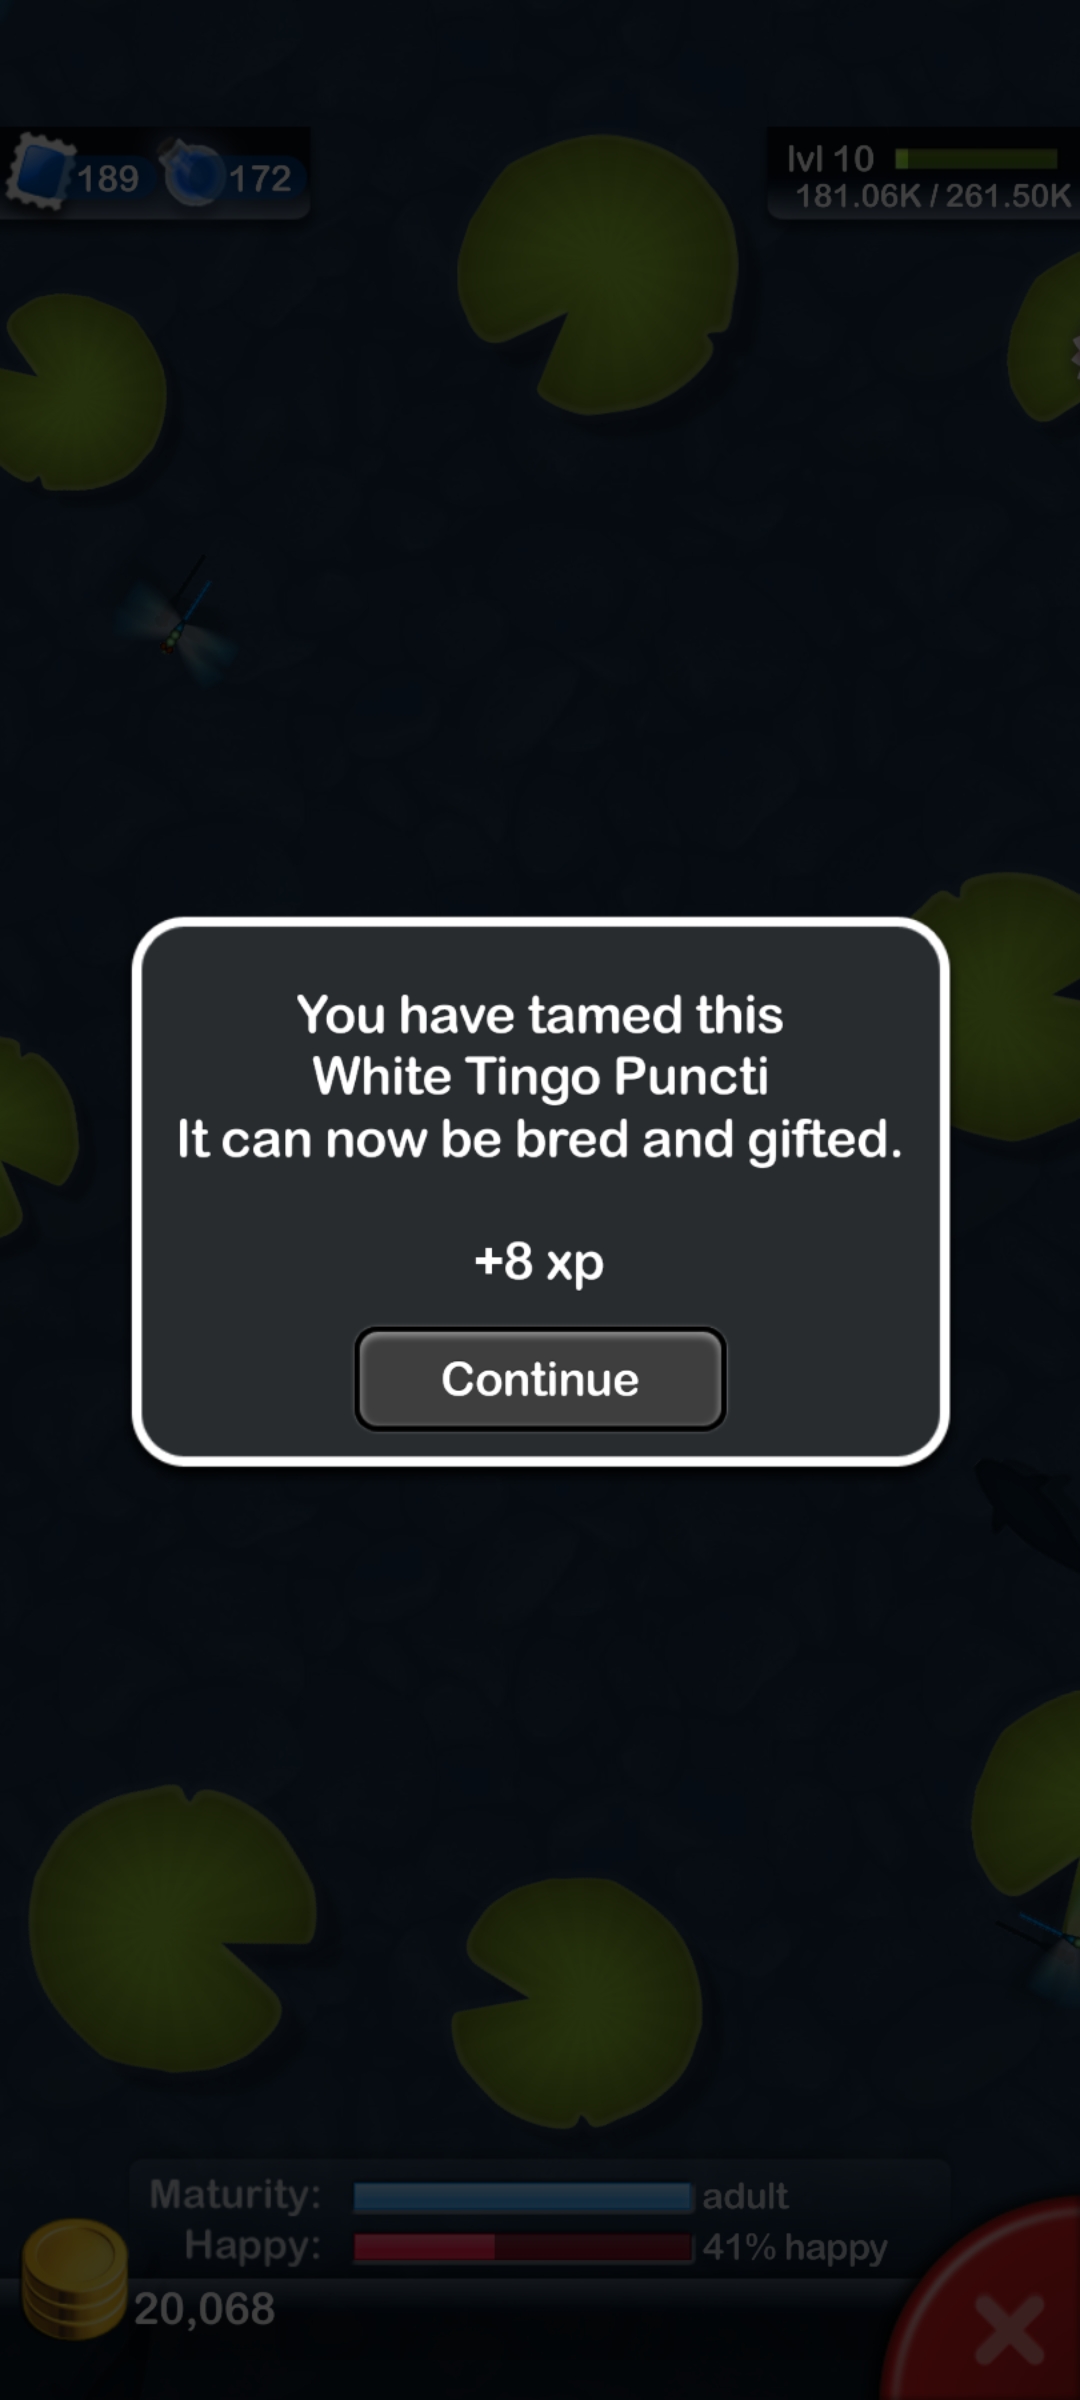 189 172
lvl 10
181.06K / 261.50K
You have tamed this
White Tingo Puncti
It can now be bred and gifted.
+8 xp
Continue
Maturity: adult
Happy: 41% happy
20,068